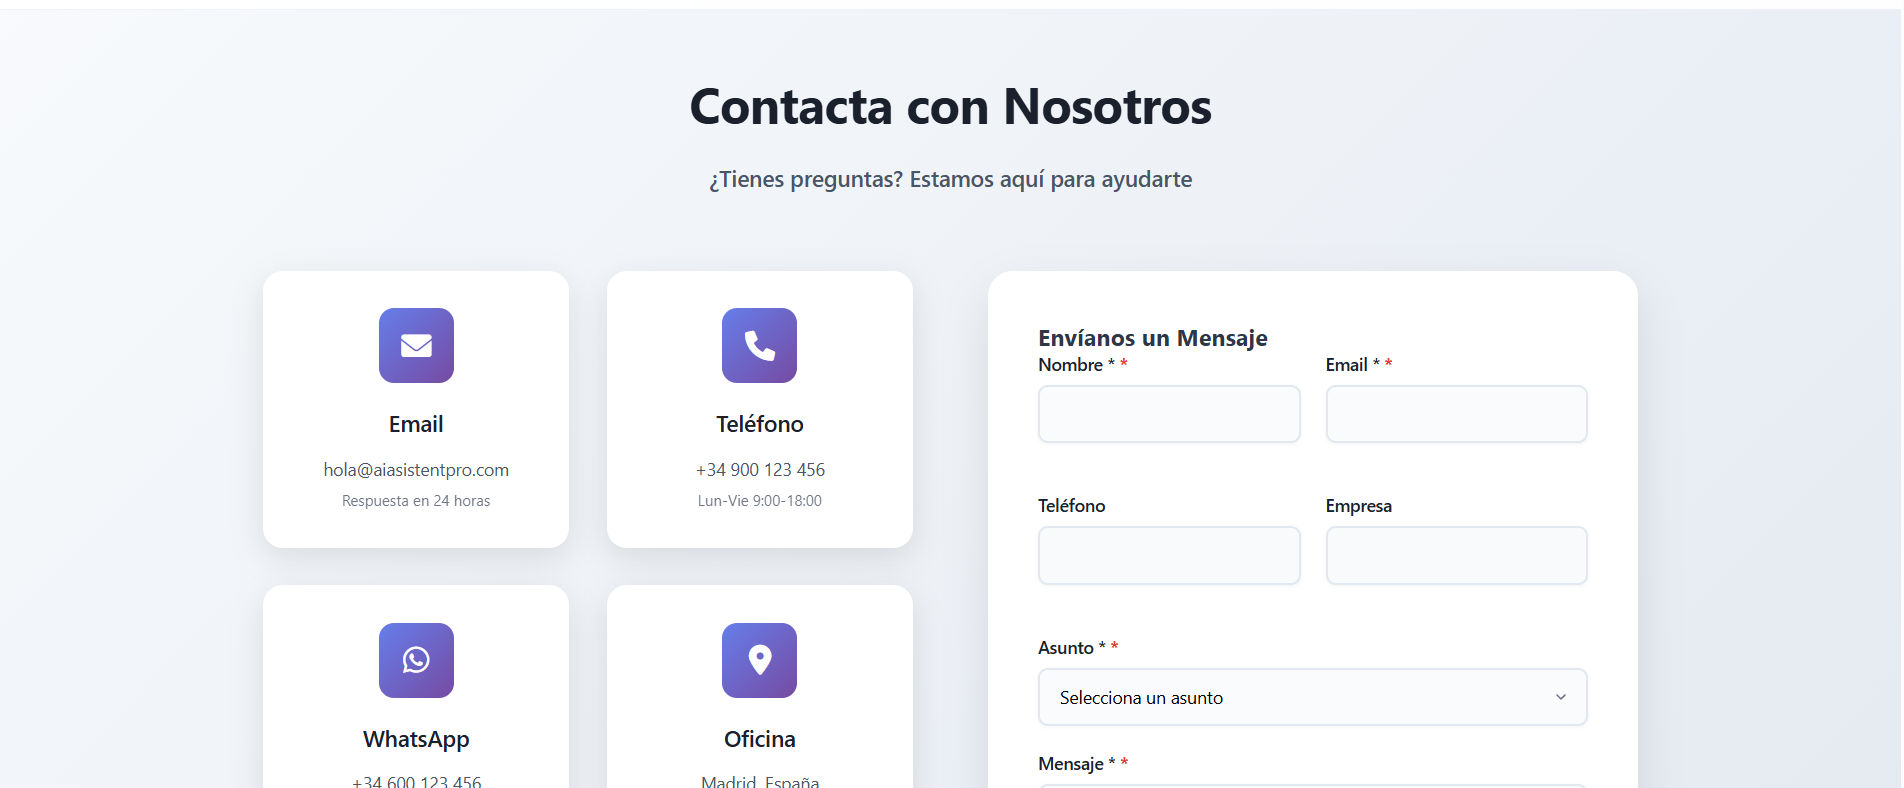 Contacta con Nosotros
¿Tienes preguntas? Estamos aquí para ayudarte
Email
hola@aiasistentpro.com
Respuesta en 24 horas
Teléfono
+34 900 123 456
Lun-Vie 9:00-18:00
WhatsApp
+34 600 123 456
Oficina
Madrid, España
Envíanos un Mensaje
Nombre * *
Email * *
Teléfono
Empresa
Asunto * *
Selecciona un asunto
Mensaje * *